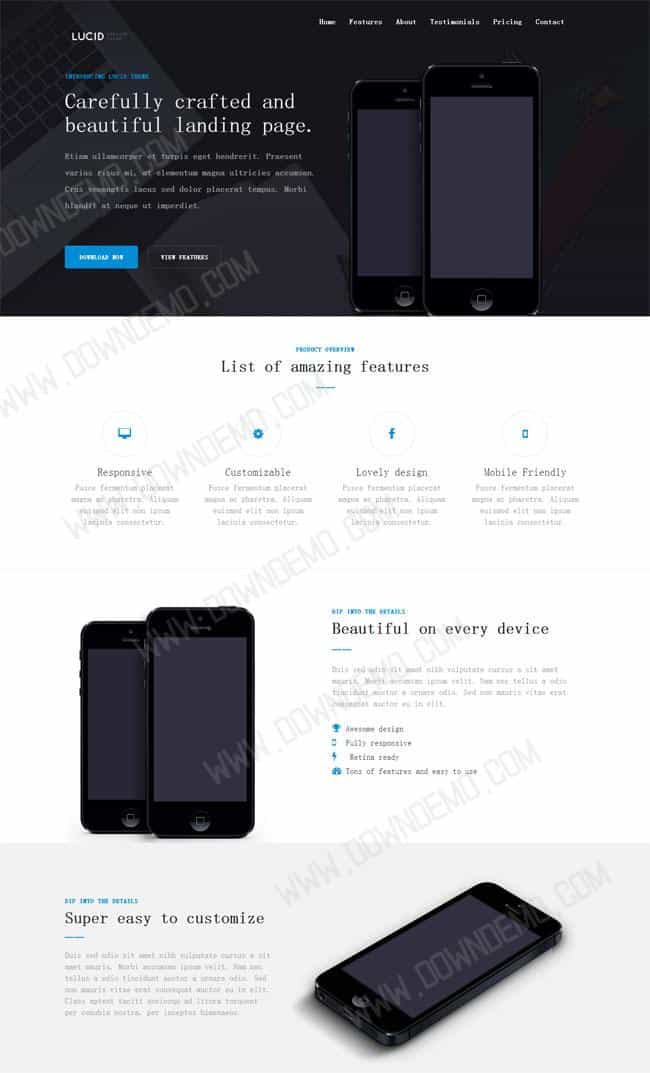 Home Features About Testimonials Pricing Contact
LUCID
INTRODUCING LUCID THEME
Carefully crafted and
beautiful landing page.
Etiam ullamcorper et turpis eget hendrerit. Praesent
varius risus mi, at elementum magna ultricies accumsan.
Cras venenatis lacus sed dolor placerat tempus. Morbi
blandit at neque ut imperdiet.
DOWNLOAD NOW VIEW FEATURES
PRODUCT OVERVIEW
List of amazing features
Responsive Customizable Lovely design Mobile Friendly
Fusce fermentum placerat Fusce fermentum placerat Fusce fermentum placerat Fusce fermentum placerat
magna ac pharetra. Aliquam magna ac pharetra. Aliquam magna ac pharetra. Aliquam magna ac pharetra. Aliquam
euismod elit non ipsum euismod elit non ipsum euismod elit non ipsum euismod elit non ipsum
lacinia consectetur. lacinia consectetur. lacinia consectetur. lacinia consectetur.
DIP INTO THE DETAILS
Beautiful on every device
Duis sed odio sit amet nibh vulputate cursus a sit amet
mauris. Morbi accumsan ipsum velit. Nam nec tellus a odio
tincidunt auctor a ornare odio. Sed non mauris vitae erat
consequat auctor eu in elit.
Awesome design
Fully responsive
Retina ready
Tons of features and easy to use
DIP INTO THE DETAILS
Super easy to customize
Duis sed odio sit amet nibh vulputate cursus a sit
amet mauris. Morbi accumsan ipsum velit. Nam nec
tellus a odio tincidunt auctor a ornare odio. Sed
non mauris vitae erat consequat auctor eu in elit.
Class aptent taciti sociosqu ad litora torquent
per conubia nostra, per inceptos himenaeos.
WWW.DOWNDEMO.COM
WWW.DOWNDEMO.COM
WWW.DOWNDEMO.COM
WWW.DOWNDEMO.COM
WWW.DOWNDEMO.COM
WWW.DOWNDEMO.COM
WWW.DOWNDEMO.COM